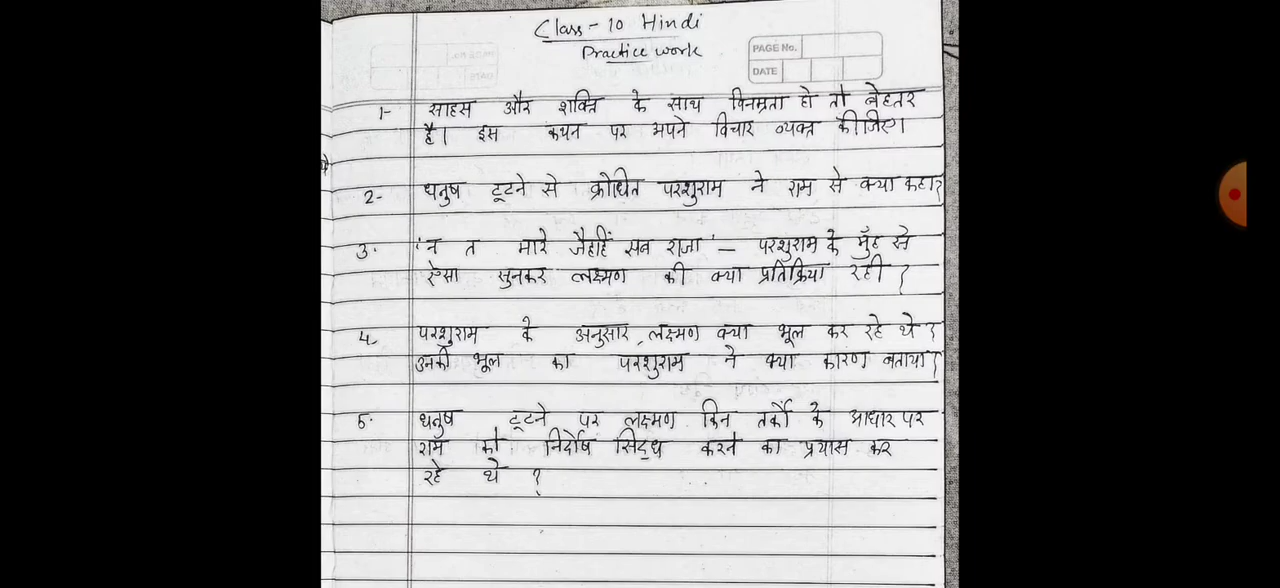 Class - 10 Hindi
Practice work
PAGE No.
DATE
1- साहस और शक्ति के साथ विनम्रता हो तो बेहतर
है। इस कथन पर अपने विचार व्यक्त कीजिए।
2- धनुष टूटने से क्रोधित परशुराम ने राम से क्या कहा?
3. 'न त मारे जैहहिं सब राजा' - परशुराम के मुँह से
ऐसा सुनकर लक्ष्मण की क्या प्रतिक्रिया रही ?
4. परशुराम के अनुसार, लक्ष्मण क्या भूल कर रहे थे ?
उनकी भूल का परशुराम ने क्या कारण बताया?
5. धनुष टूटने पर लक्ष्मण किन तर्कों के आधार पर
राम को निर्दोष सिद्ध करने का प्रयास कर
रहे थे ?